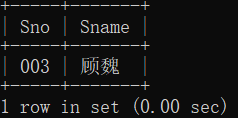 +-----+-------+
| Sno | Sname |
+-----+-------+
| 003 | 顾魏 |
+-----+-------+
1 row in set (0.00 sec)